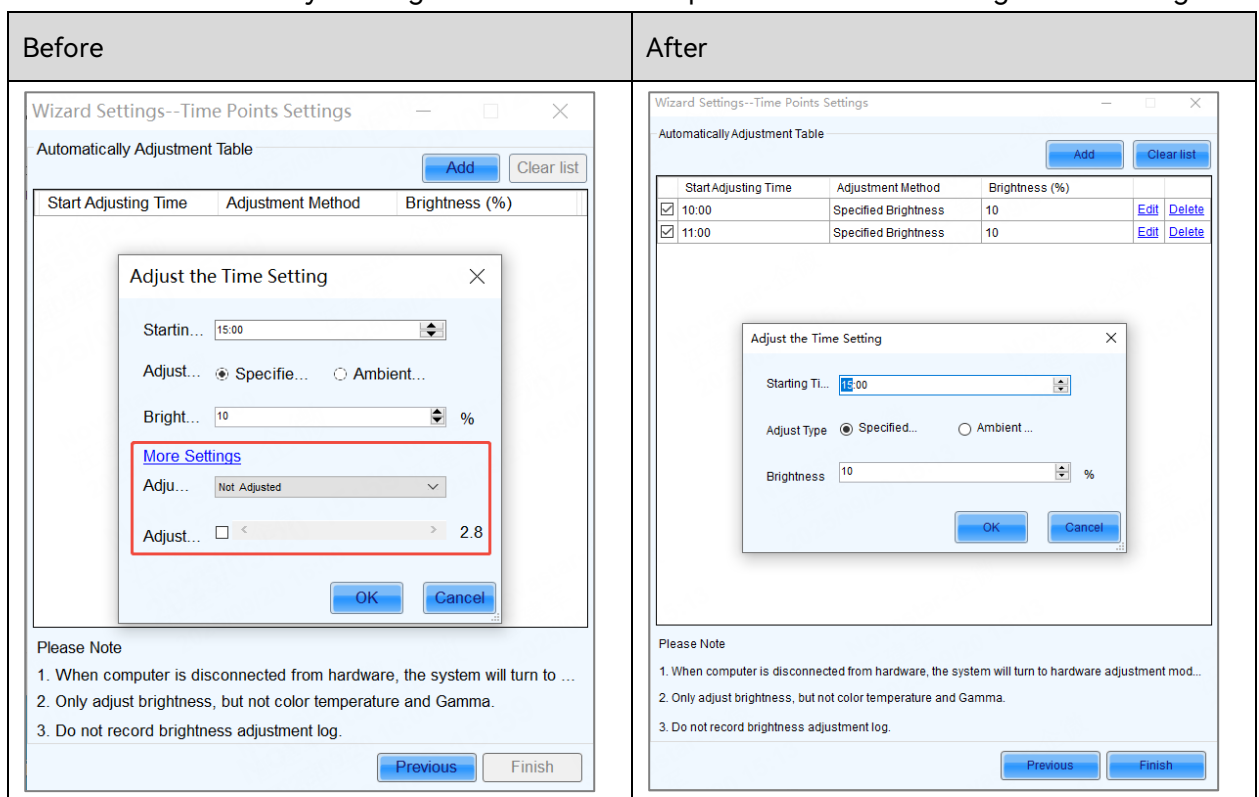 Before
After
Wizard Settings--Time Points Settings
Automatically Adjustment Table
Add
Clear list
Start Adjusting Time Adjustment Method Brightness (%)
Adjust the Time Setting
Startin... 15:00
Adjust... Specifie... Ambient...
Bright... 10 %
More Settings
Adju... Not Adjusted
Adjust... < > 2.8
OK
Cancel
Please Note
1. When computer is disconnected from hardware, the system will turn to ...
2. Only adjust brightness, but not color temperature and Gamma.
3. Do not record brightness adjustment log.
Previous
Finish
Wizard Settings--Time Points Settings
Automatically Adjustment Table
Add
Clear list
Start Adjusting Time Adjustment Method Brightness (%)
10:00 Specified Brightness 10 Edit Delete
11:00 Specified Brightness 10 Edit Delete
Adjust the Time Setting
Starting Ti... 15:00
Adjust Type Specified... Ambient ...
Brightness 10 %
OK
Cancel
Please Note
1. When computer is disconnected from hardware, the system will turn to hardware adjustment mod...
2. Only adjust brightness, but not color temperature and Gamma.
3. Do not record brightness adjustment log.
Previous
Finish